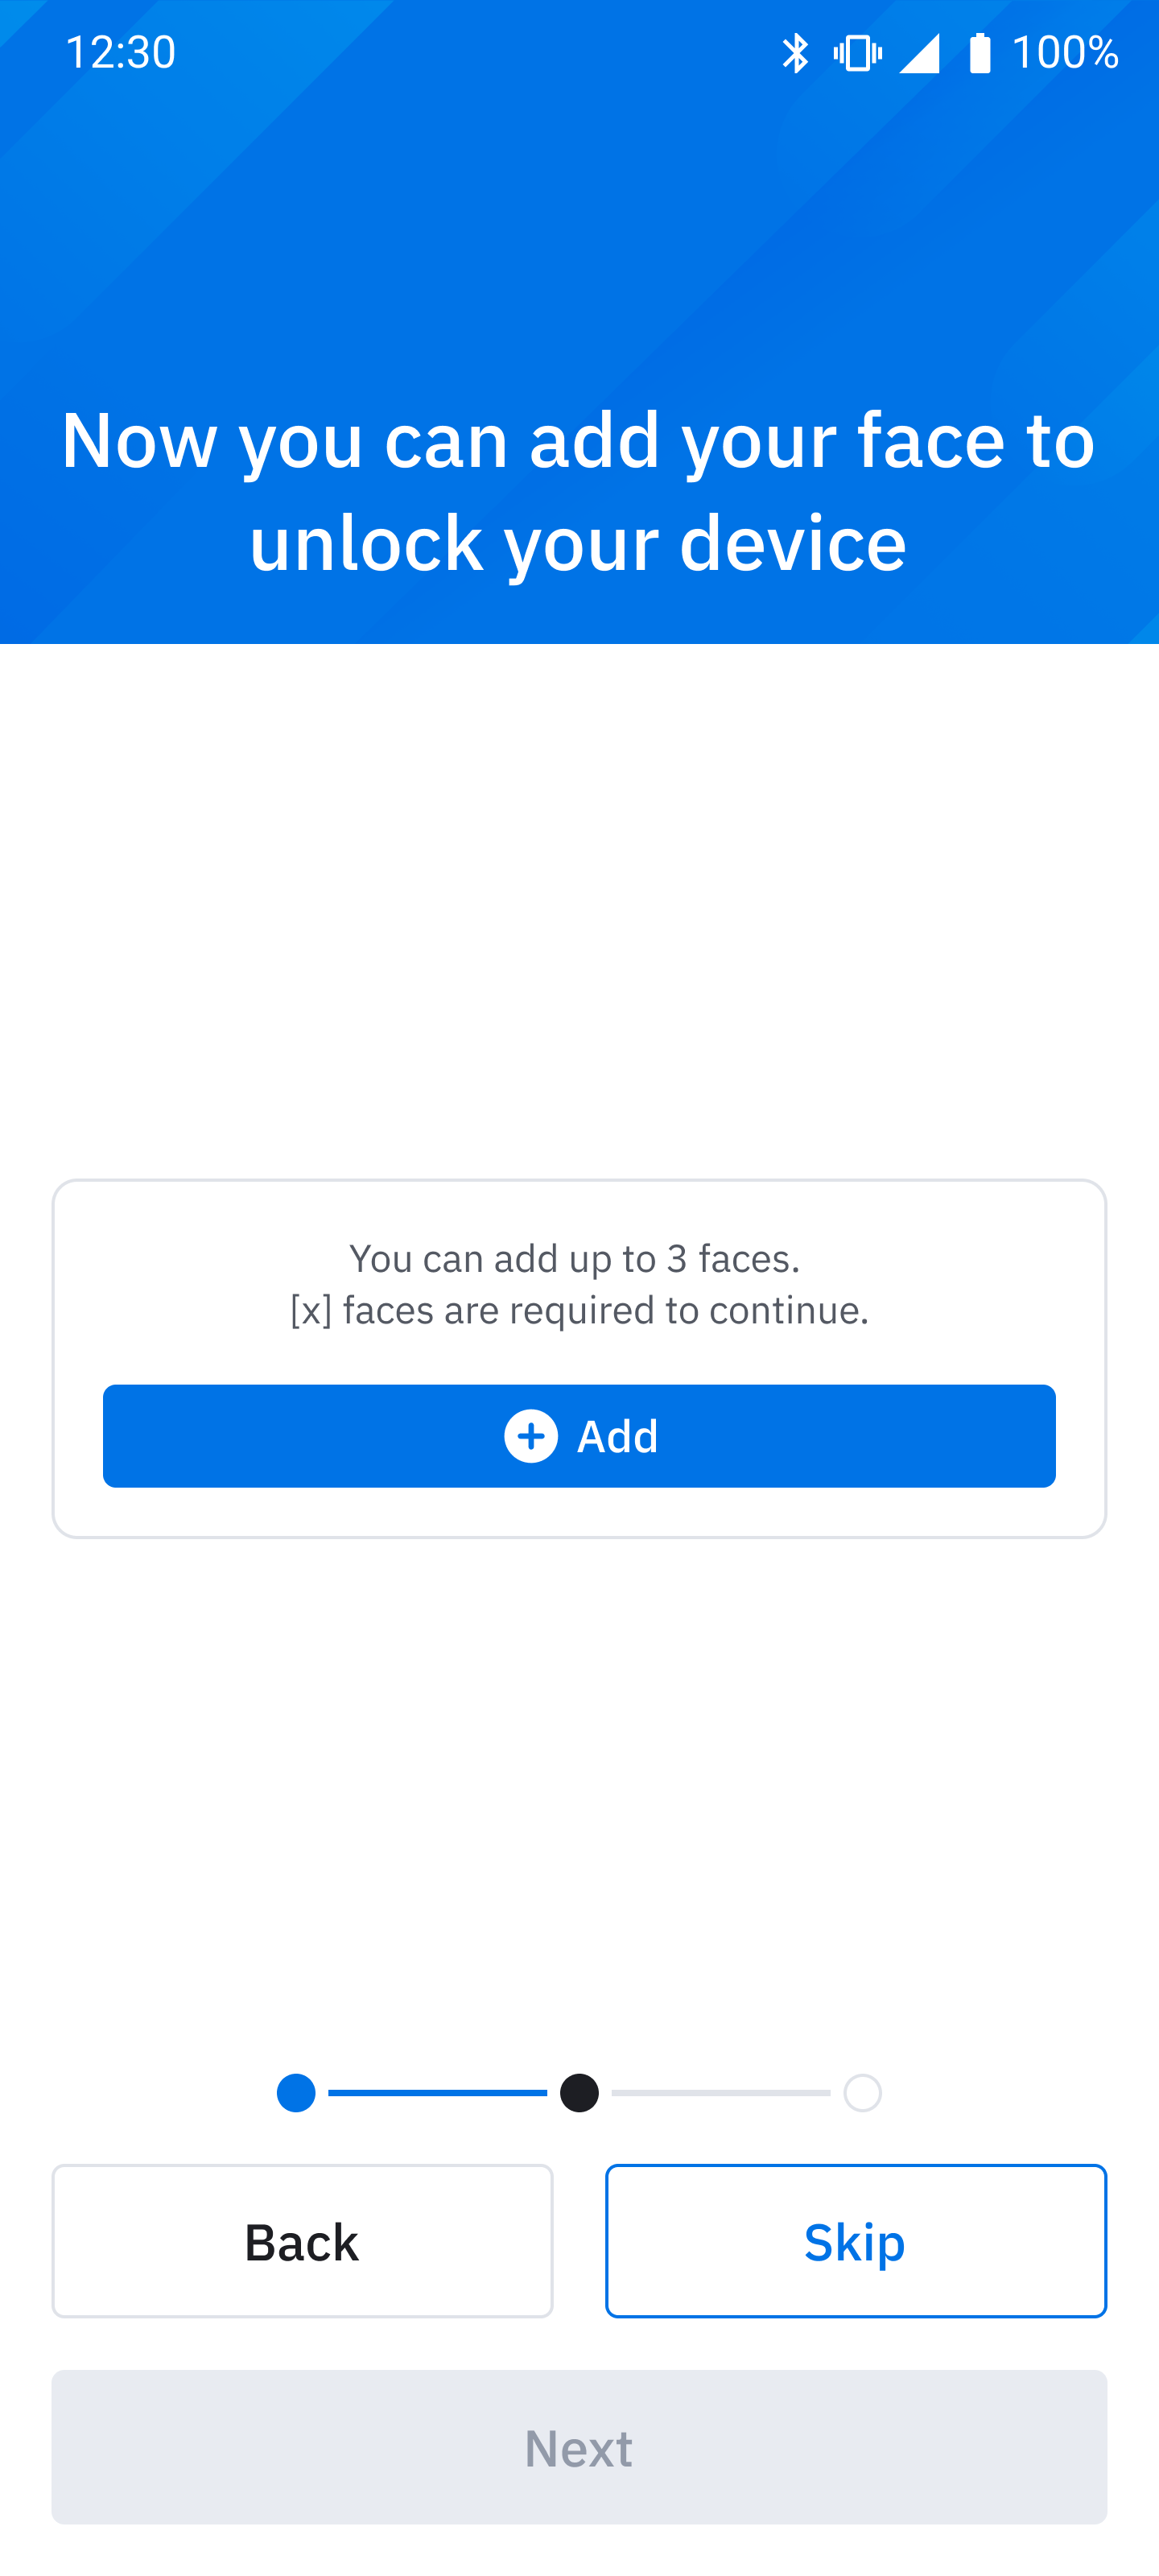 12:30 100%
Now you can add your face to
unlock your device
You can add up to 3 faces.
[x] faces are required to continue.
Add
Back Skip
Next